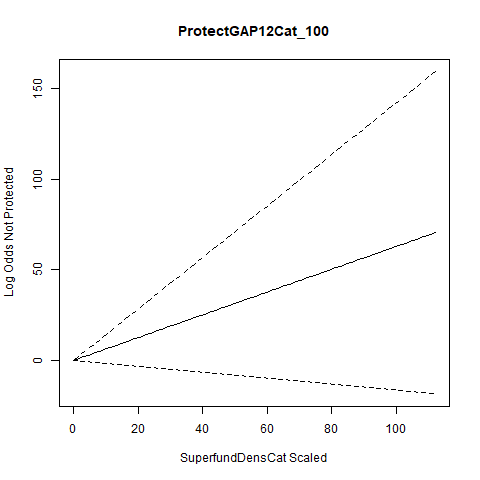 ProtectGAP12Cat_100
Log Odds Not Protected
150
100
50
0
0 20 40 60 80 100
SuperfundDensCat Scaled